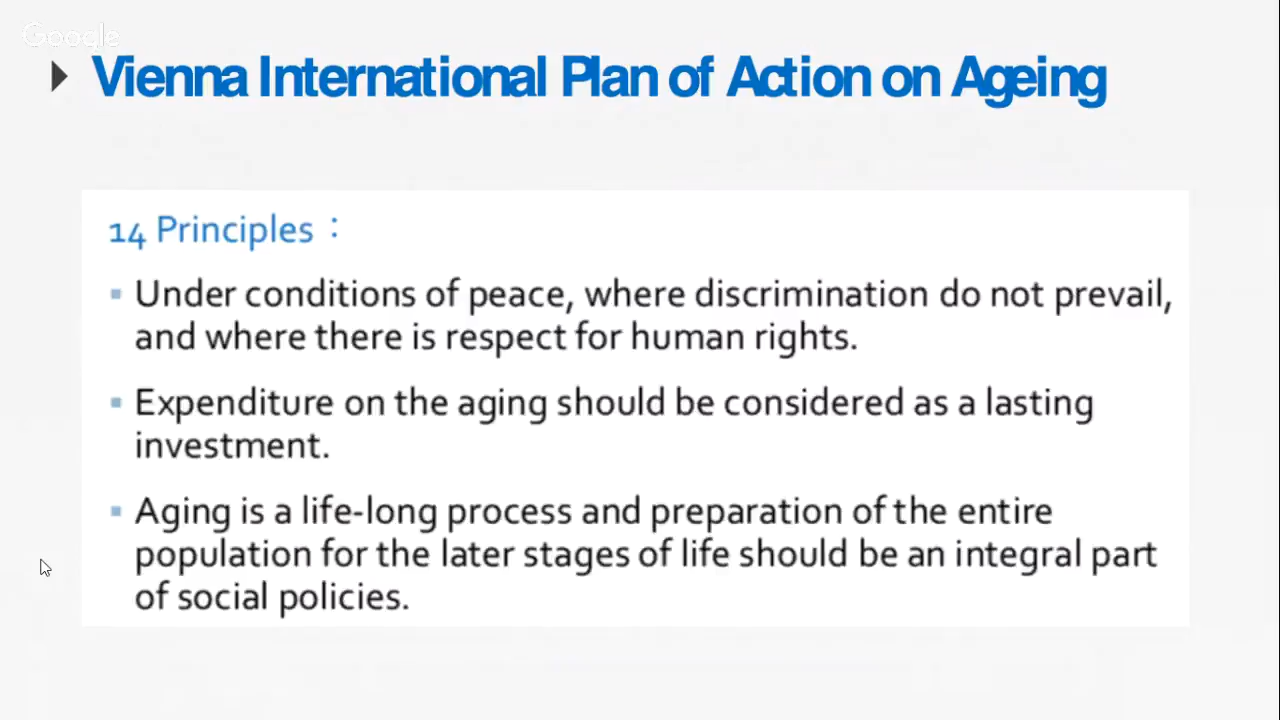 Google
Vienna International Plan of Action on Ageing
14 Principles：
Under conditions of peace, where discrimination do not prevail,
and where there is respect for human rights.
Expenditure on the aging should be considered as a lasting
investment.
Aging is a life-long process and preparation of the entire
population for the later stages of life should be an integral part
of social policies.